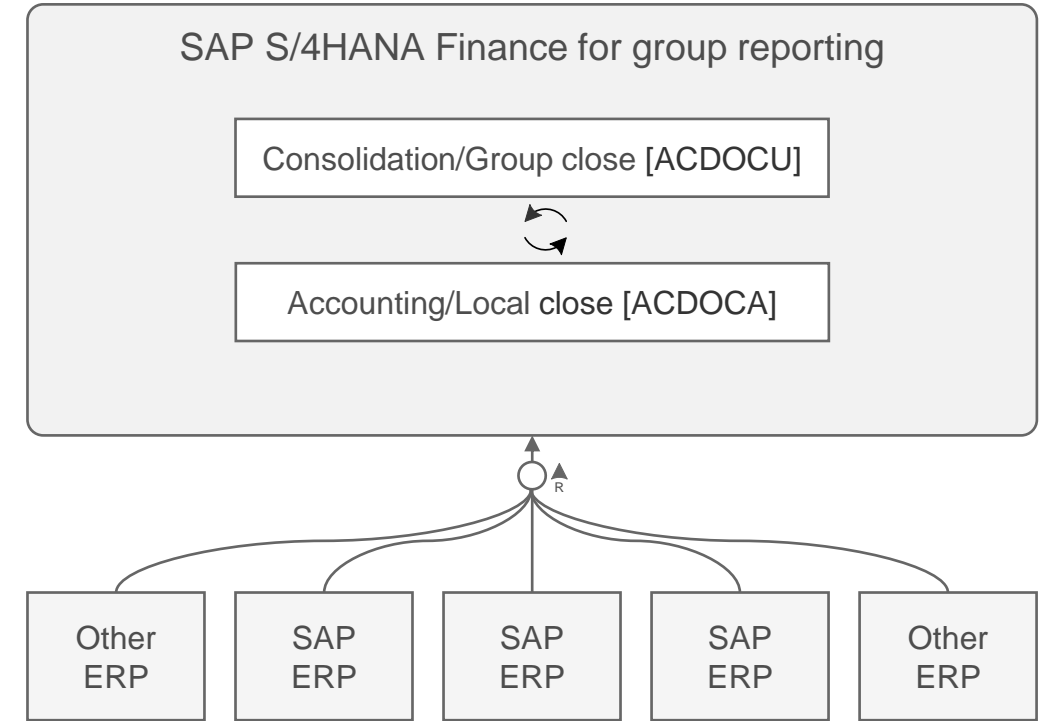 SAP S/4HANA Finance for group reporting
Consolidation/Group close [ACDOCU]
Accounting/Local close [ACDOCA]
R
Other
ERP
SAP
ERP
SAP
ERP
SAP
ERP
Other
ERP